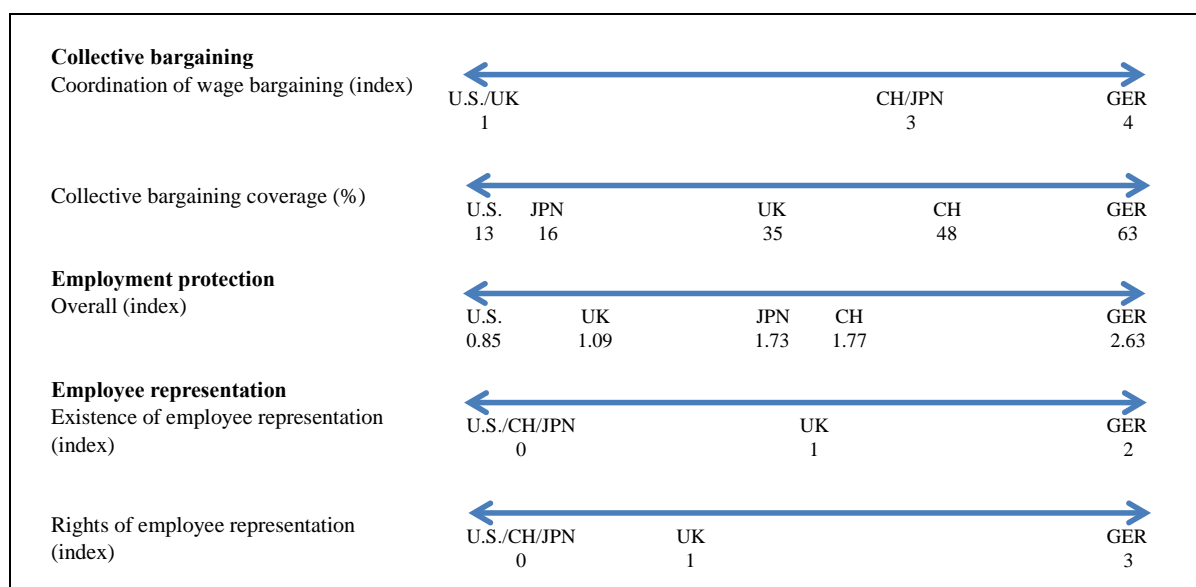 Collective bargaining
Coordination of wage bargaining (index)
U.S./UK CH/JPN GER
1 3 4
Collective bargaining coverage (%)
U.S. JPN UK CH GER
13 16 35 48 63
Employment protection
Overall (index)
U.S. UK JPN CH GER
0.85 1.09 1.73 1.77 2.63
Employee representation
Existence of employee representation
(index)
U.S./CH/JPN UK GER
0 1 2
Rights of employee representation
(index)
U.S./CH/JPN UK GER
0 1 3